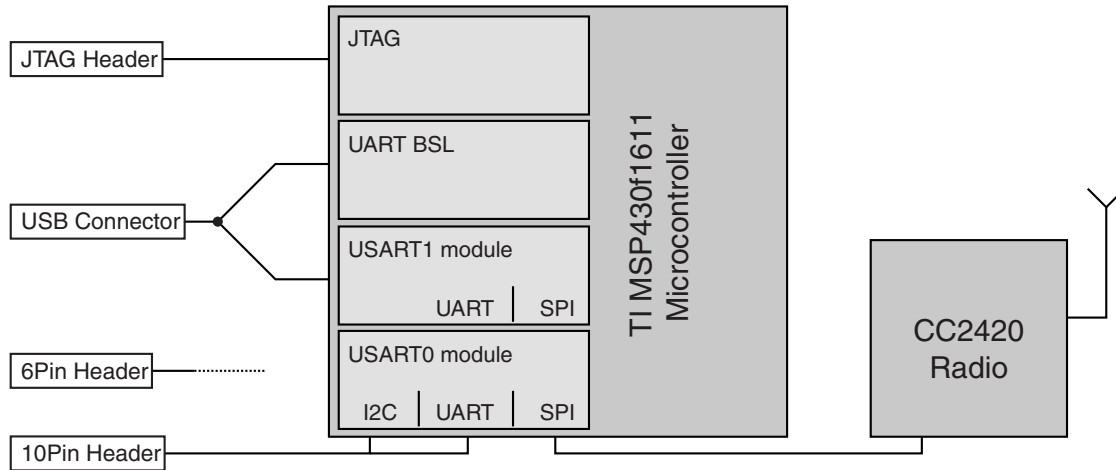 JTAG Header
USB Connector
6Pin Header
10Pin Header
JTAG
UART BSL
USART1 module
UART SPI
USART0 module
I2C UART SPI
TI MSP430f1611
Microcontroller
CC2420
Radio